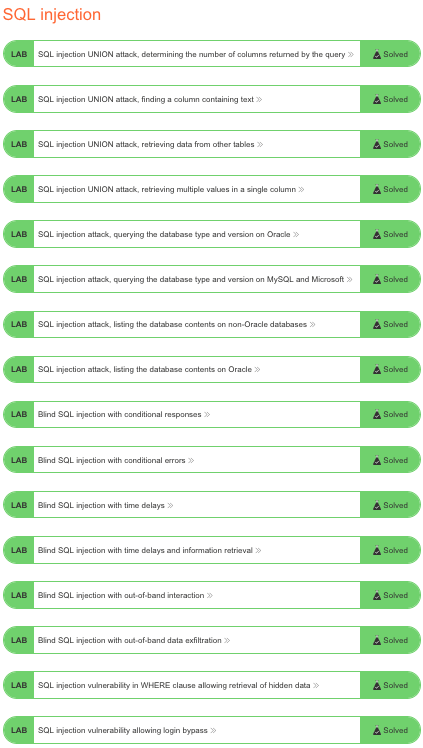 SQL injection
LAB SQL injection UNION attack, determining the number of columns returned by the query » Solved
LAB SQL injection UNION attack, finding a column containing text » Solved
LAB SQL injection UNION attack, retrieving data from other tables » Solved
LAB SQL injection UNION attack, retrieving multiple values in a single column » Solved
LAB SQL injection attack, querying the database type and version on Oracle » Solved
LAB SQL injection attack, querying the database type and version on MySQL and Microsoft » Solved
LAB SQL injection attack, listing the database contents on non-Oracle databases » Solved
LAB SQL injection attack, listing the database contents on Oracle » Solved
LAB Blind SQL injection with conditional responses » Solved
LAB Blind SQL injection with conditional errors » Solved
LAB Blind SQL injection with time delays » Solved
LAB Blind SQL injection with time delays and information retrieval » Solved
LAB Blind SQL injection with out-of-band interaction » Solved
LAB Blind SQL injection with out-of-band data exfiltration » Solved
LAB SQL injection vulnerability in WHERE clause allowing retrieval of hidden data » Solved
LAB SQL injection vulnerability allowing login bypass » Solved